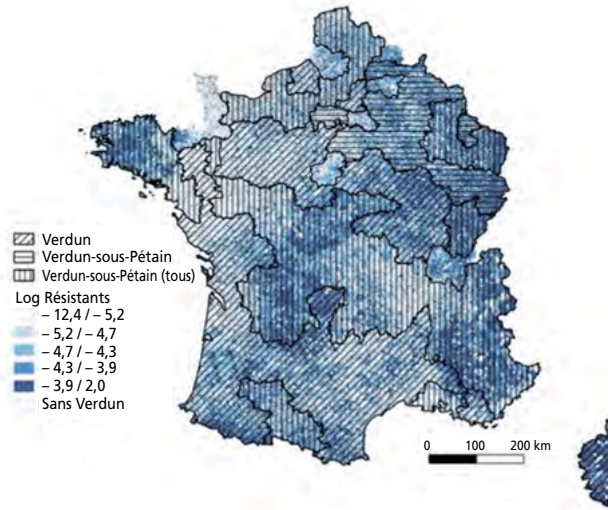 Verdun
Verdun-sous-Pétain
Verdun-sous-Pétain (tous)
Log Résistants
– 12,4 / – 5,2
– 5,2 / – 4,7
– 4,7 / – 4,3
– 4,3 / – 3,9
– 3,9 / 2,0
Sans Verdun
0 100 200 km